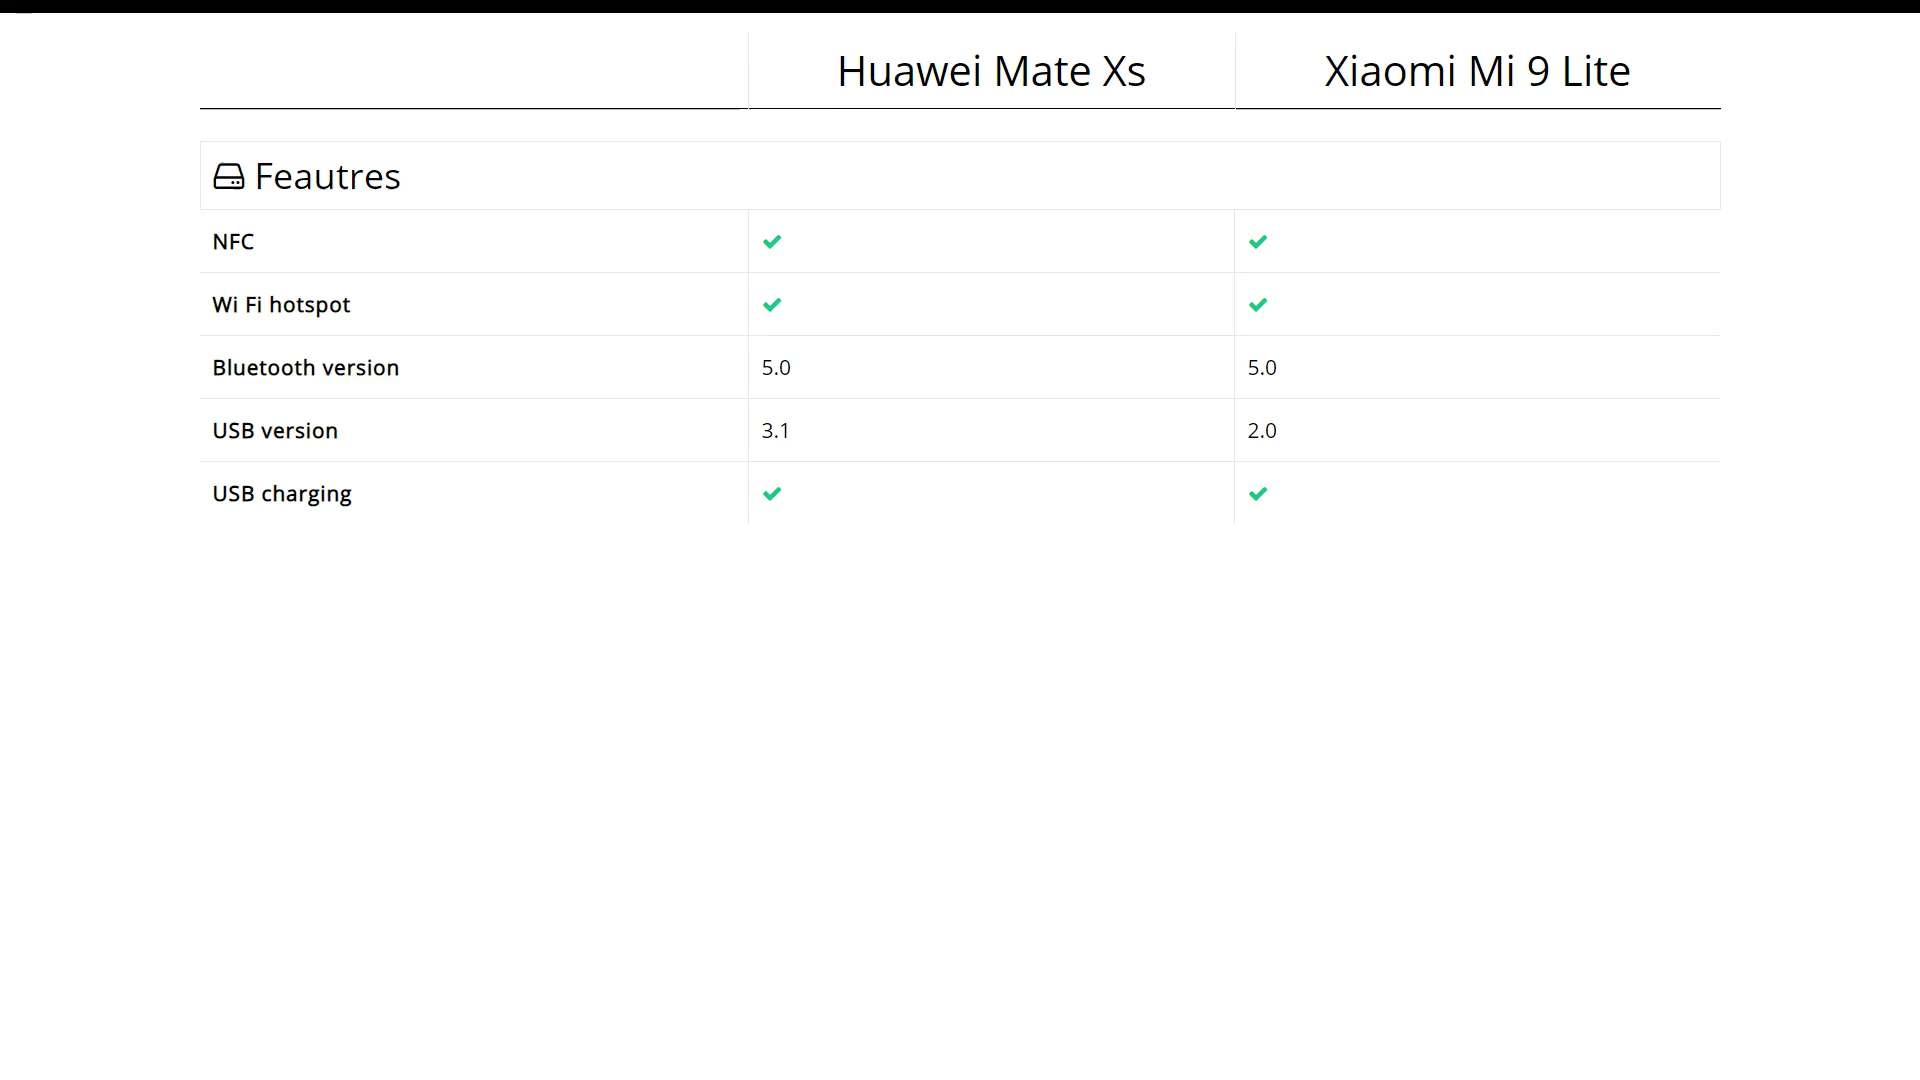 Huawei Mate Xs Xiaomi Mi 9 Lite
Feautres
NFC
Wi Fi hotspot
Bluetooth version 5.0 5.0
USB version 3.1 2.0
USB charging